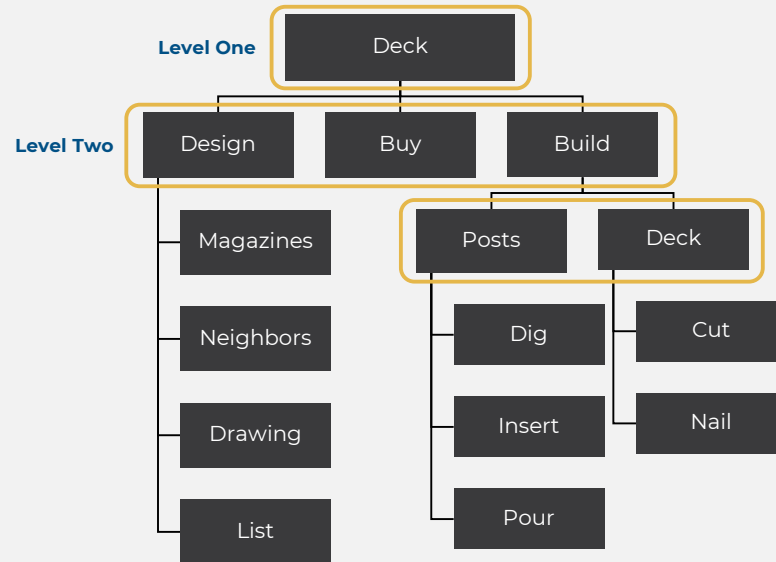 Level One
Deck
Level Two
Design
Buy
Build
Magazines
Neighbors
Drawing
List
Posts
Deck
Dig
Insert
Pour
Cut
Nail